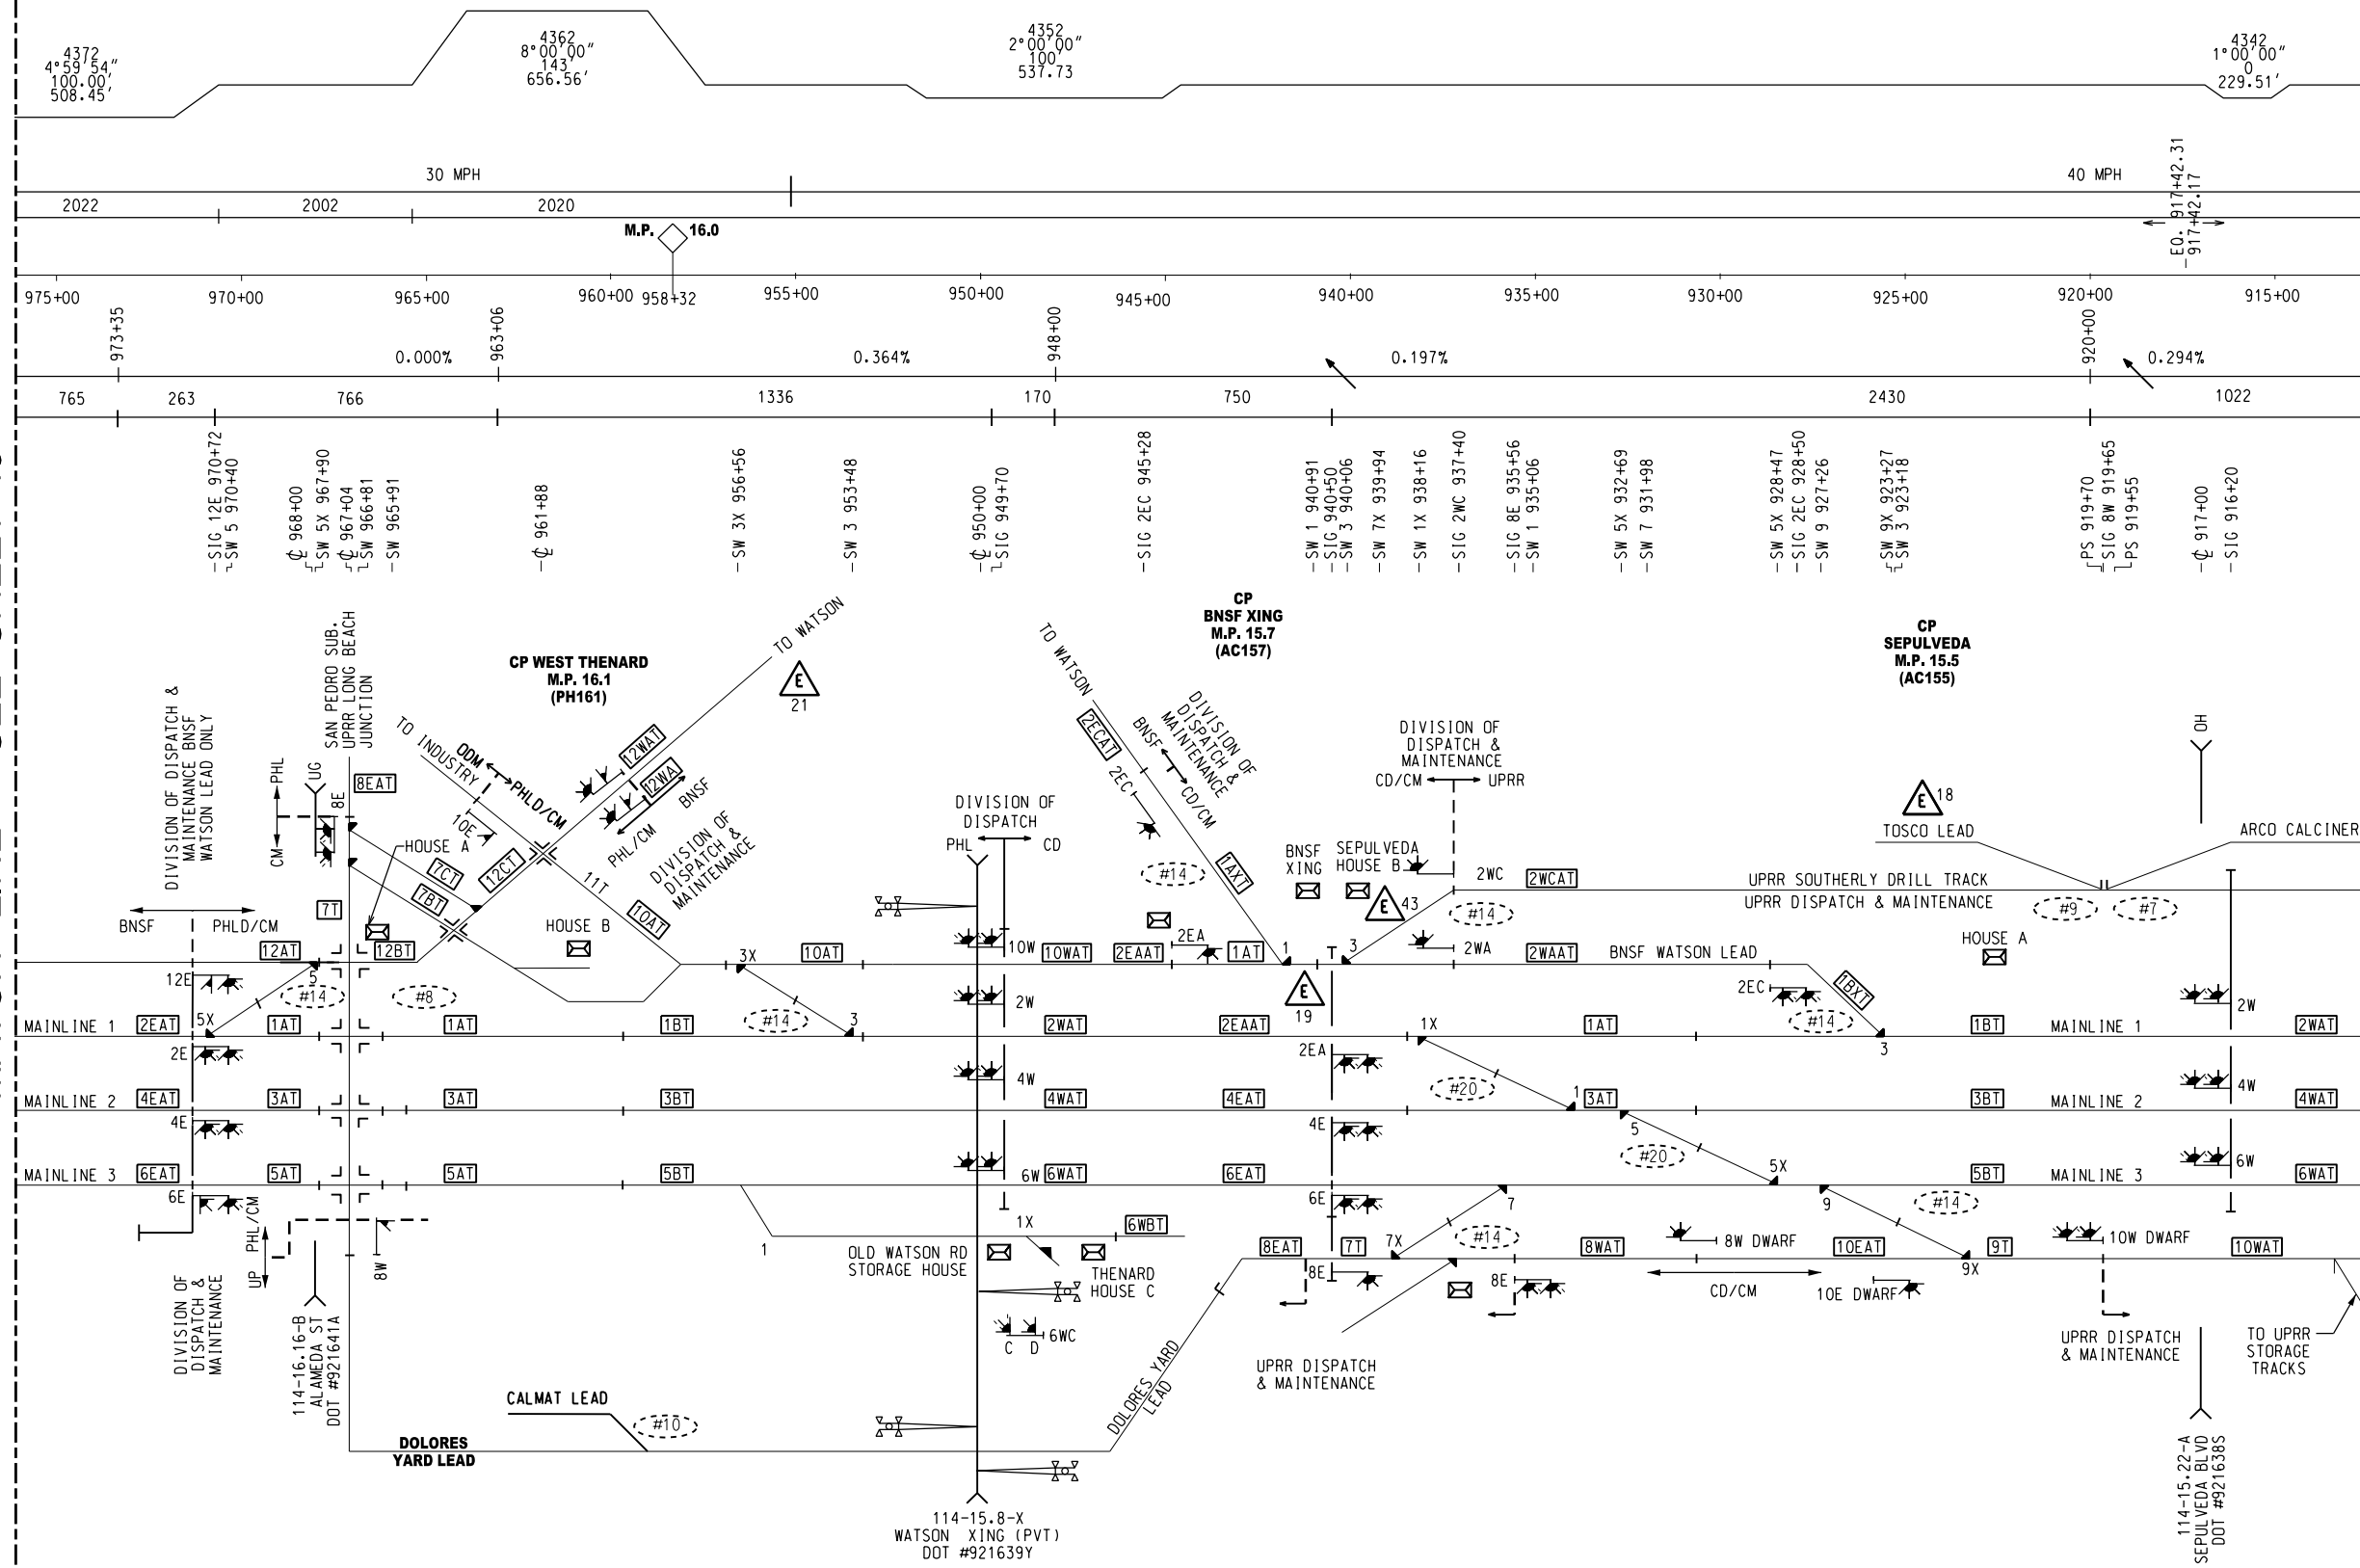 4372
4°59'54"
100.00'
508.45'
4362
8°00'00"
143'
656.56'
4352
2°00'00"
100'
537.73
4342
1°00'00"
0
229.51'
30 MPH
40 MPH
EQ. 917+42.31
917+42.17
2022
2002
2020
M.P. 16.0
975+00
970+00
965+00
960+00
958+32
955+00
950+00
945+00
940+00
935+00
930+00
925+00
920+00
915+00
973+35
963+06
948+00
920+00
0.000%
0.364%
0.197%
0.294%
765
263
766
1336
170
750
2430
1022
SIG 12E 970+72
SW 5 970+40
℄ 968+00
SW 5X 967+90
℄ 967+04
SW 966+81
SW 965+91
℄ 961+88
SW 3X 956+56
SW 3 953+48
℄ 950+00
SIG 949+70
SIG 2EC 945+28
SW 1 940+91
SIG 940+50
SW 3 940+06
SW 7X 939+94
SW 1X 938+16
SIG 2WC 937+40
SIG 8E 935+56
SW 1 935+06
SW 5X 932+69
SW 7 931+98
SW 5X 928+47
SIG 2EC 928+50
SW 9 927+26
SW 9X 923+27
SW 3 923+18
PS 919+70
SIG 8W 919+65
PS 919+55
℄ 917+00
SIG 916+20
CP WEST THENARD
M.P. 16.1
(PH161)
CP
BNSF XING
M.P. 15.7
(AC157)
CP
SEPULVEDA
M.P. 15.5
(AC155)
DIVISION OF DISPATCH &
MAINTENANCE BNSF
WATSON LEAD ONLY
SAN PEDRO SUB.
UPRR LONG BEACH
JUNCTION
TO INDUSTRY
ODM
PHLD/CM
TO WATSON
E
21
12WAT
12WA
BNSF
PHL/CM
DIVISION OF
DISPATCH &
MAINTENANCE
PHL
CM
UG
8E
8EAT
10E
HOUSE A
7CT
7BT
12CT
11T
10AT
7T
HOUSE B
BNSF
PHLD/CM
12AT
12BT
12E
5
#14
#8
5X
3X
10AT
#14
3
TO WATSON
2ECAT
2EC
BNSF
CD/CM
DIVISION OF
DISPATCH &
MAINTENANCE
1AXT
#14
DIVISION OF
DISPATCH
PHL
CD
10W
10WAT
2EAAT
2EA
1AT
1
BNSF
XING
SEPULVEDA
HOUSE B
E
43
3
E
19
DIVISION OF
DISPATCH &
MAINTENANCE
CD/CM
UPRR
2WC
2WCAT
#14
2WA
2WAAT
BNSF WATSON LEAD
UPRR SOUTHERLY DRILL TRACK
UPRR DISPATCH & MAINTENANCE
E
18
TOSCO LEAD
ARCO CALCINER
OH
#9
#7
HOUSE A
1BXT
2EC
#14
MAINLINE 1
2EAT
1AT
1AT
1BT
2W
2WAT
2EAAT
1X
1AT
3
1BT
MAINLINE 1
2W
2WAT
2E
2EA
MAINLINE 2
4EAT
3AT
3AT
3BT
4W
4WAT
4EAT
#20
1
3AT
3BT
MAINLINE 2
4W
4WAT
4E
4E
5
#20
5X
MAINLINE 3
6EAT
5AT
5AT
5BT
6W
6WAT
6EAT
5BT
MAINLINE 3
6W
6WAT
6E
6E
7
9
#14
PHL/CM
UP
8W
1
1X
6WBT
OLD WATSON RD
STORAGE HOUSE
THENARD
HOUSE C
8EAT
7T
7X
#14
8WAT
8W DWARF
10EAT
9T
9X
10W DWARF
10WAT
8E
8E
CD/CM
10E DWARF
C
D
6WC
DIVISION OF
DISPATCH &
MAINTENANCE
114-16.16-B
ALAMEDA ST
DOT #921641A
CALMAT LEAD
#10
DOLORES
YARD LEAD
DOLORES YARD
LEAD
UPRR DISPATCH
& MAINTENANCE
UPRR DISPATCH
& MAINTENANCE
TO UPRR
STORAGE
TRACKS
114-15.8-X
WATSON XING (PVT)
DOT #921639Y
114-15.22-A
SEPULVEDA BLVD
DOT #921638S